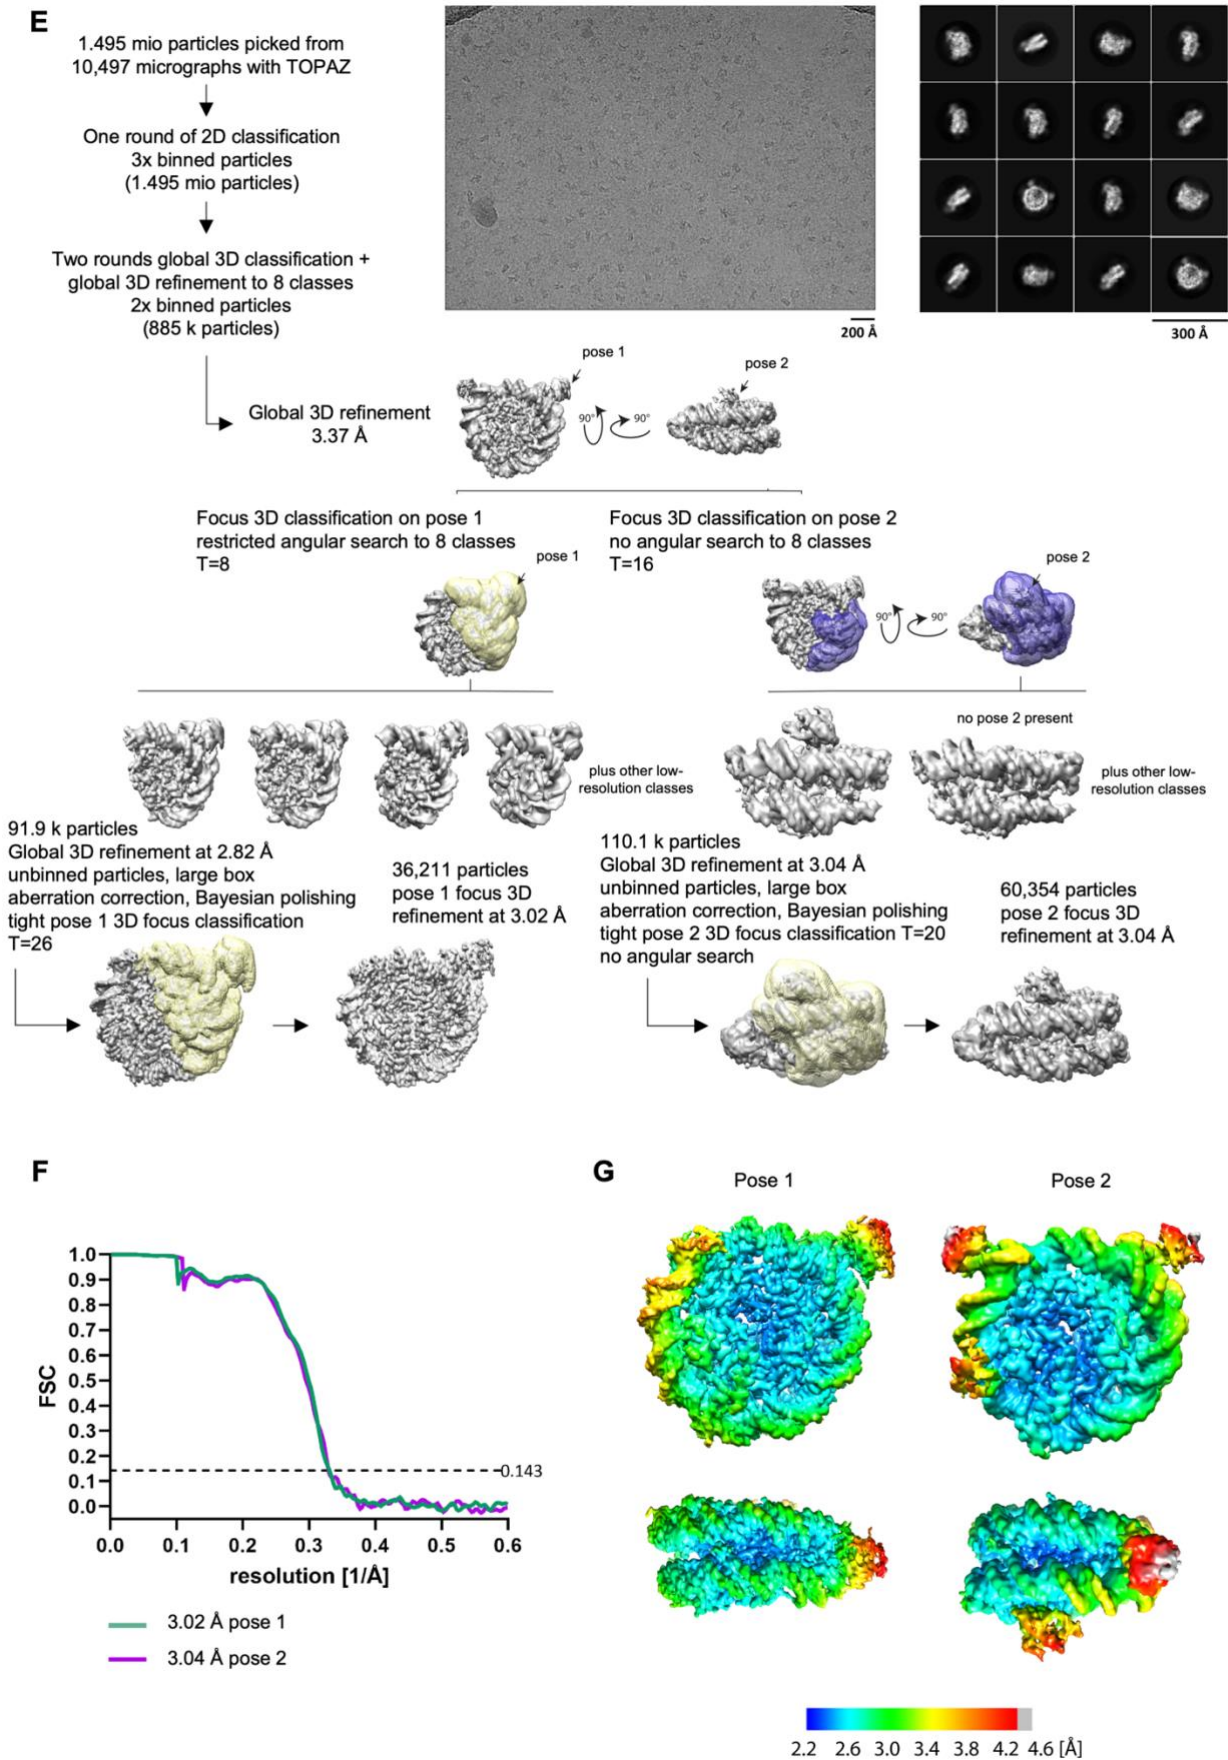 E
1.495 mio particles picked from
10,497 micrographs with TOPAZ
One round of 2D classification
3x binned particles
(1.495 mio particles)
Two rounds global 3D classification +
global 3D refinement to 8 classes
2x binned particles
(885 k particles)
200 Å
300 Å
Global 3D refinement
3.37 Å
pose 1
90°
90°
pose 2
Focus 3D classification on pose 1
restricted angular search to 8 classes
T=8
pose 1
Focus 3D classification on pose 2
no angular search to 8 classes
T=16
90°
90°
pose 2
plus other low-
resolution classes
no pose 2 present
plus other low-
resolution classes
91.9 k particles
Global 3D refinement at 2.82 Å
unbinned particles, large box
aberration correction, Bayesian polishing
tight pose 1 3D focus classification
T=26
36,211 particles
pose 1 focus 3D
refinement at 3.02 Å
110.1 k particles
Global 3D refinement at 3.04 Å
unbinned particles, large box
aberration correction, Bayesian polishing
tight pose 2 3D focus classification T=20
no angular search
60,354 particles
pose 2 focus 3D
refinement at 3.04 Å
F
FSC
1.0
0.9
0.8
0.7
0.6
0.5
0.4
0.3
0.2
0.1
0.0
0.143
0.0 0.1 0.2 0.3 0.4 0.5 0.6
resolution [1/Å]
3.02 Å pose 1
3.04 Å pose 2
G
Pose 1
Pose 2
2.2 2.6 3.0 3.4 3.8 4.2 4.6 [Å]